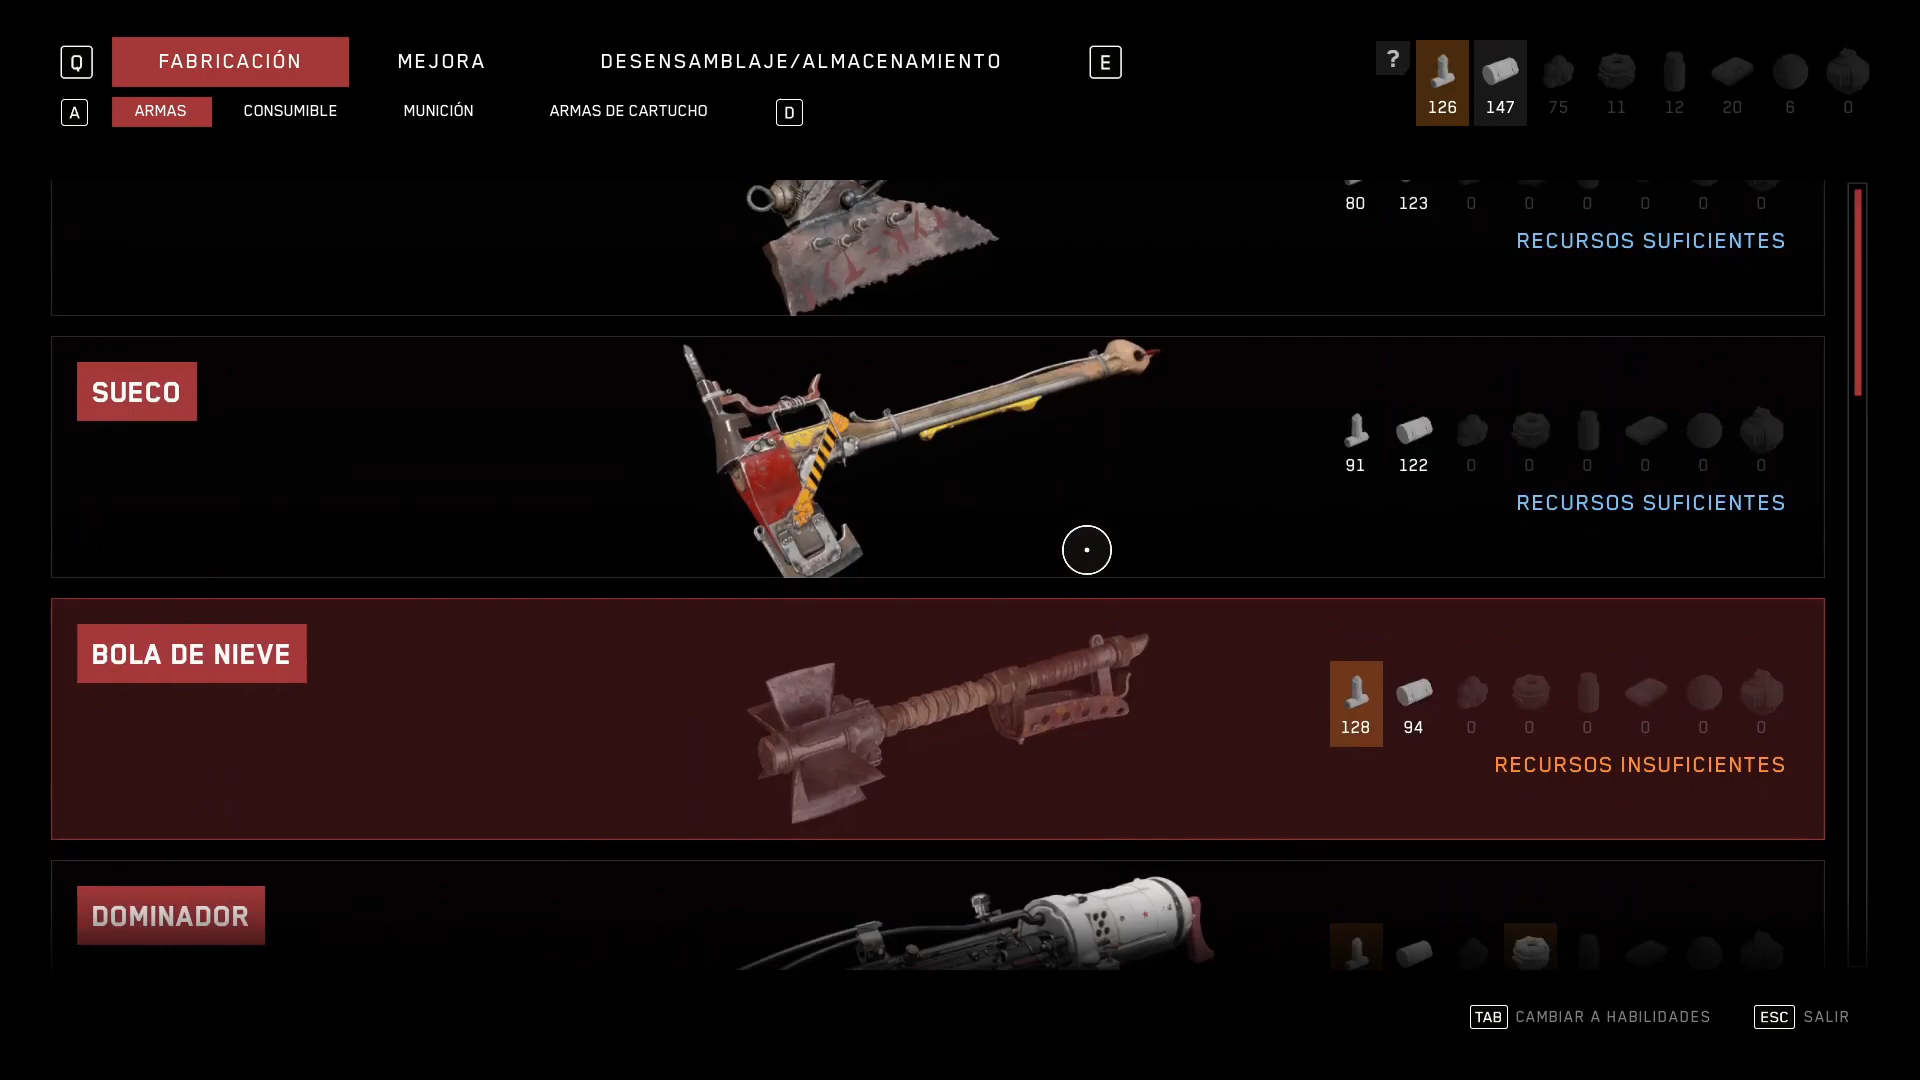 Q FABRICACIÓN MEJORA DESENSAMBLAJE/ALMACENAMIENTO E ?
A ARMAS CONSUMIBLE MUNICIÓN ARMAS DE CARTUCHO D
126 147 75 11 12 20 6 0
80 123 0 0 0 0 0 0
RECURSOS SUFICIENTES
SUECO
91 122 0 0 0 0 0 0
RECURSOS SUFICIENTES
BOLA DE NIEVE
128 94 0 0 0 0 0 0
RECURSOS INSUFICIENTES
DOMINADOR
TAB CAMBIAR A HABILIDADES ESC SALIR